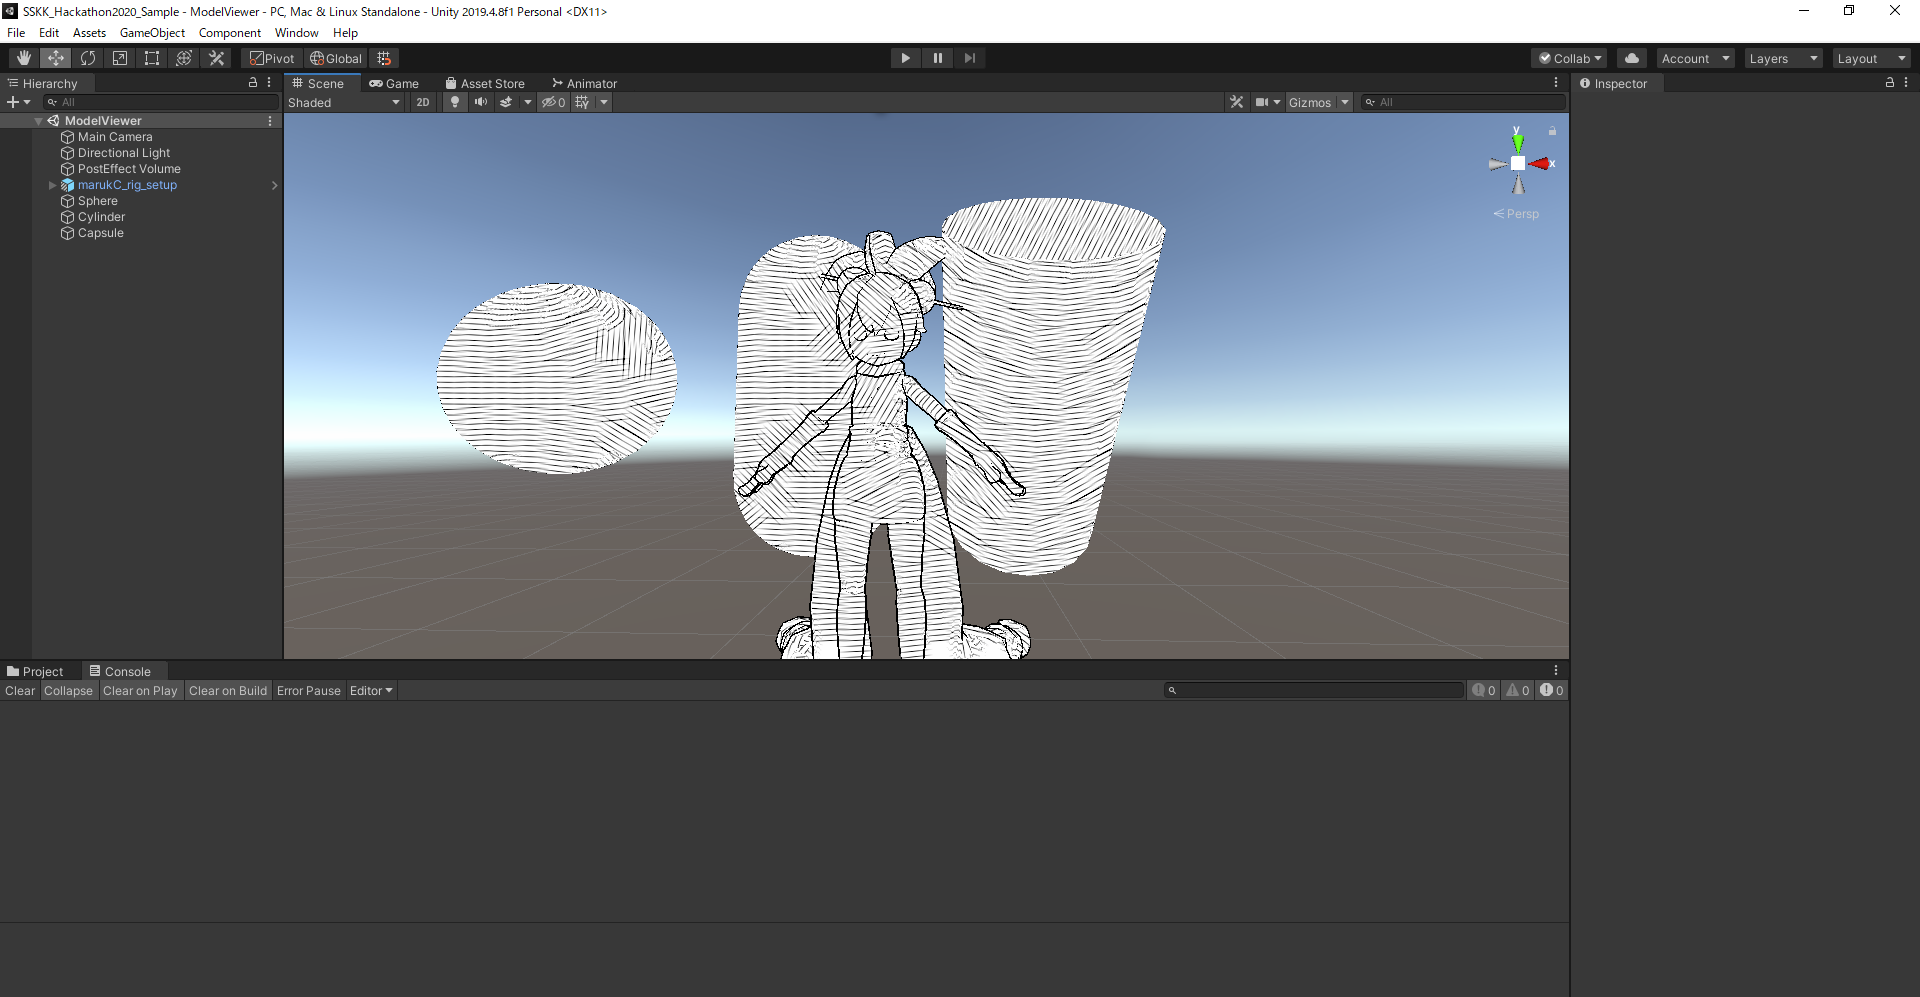 SSKK_Hackathon2020_Sample - ModelViewer - PC, Mac & Linux Standalone - Unity 2019.4.8f1 Personal <DX11>
File Edit Assets GameObject Component Window Help
Pivot Global Collab Account Layers Layout
Hierarchy Scene Game Asset Store Animator Inspector
All Shaded 2D 0 Gizmos All
ModelViewer
Main Camera
Directional Light
PostEffect Volume
marukC_rig_setup
Sphere
Cylinder
Capsule
y
x
Persp
Project Console
Clear Collapse Clear on Play Clear on Build Error Pause Editor 0 0 0